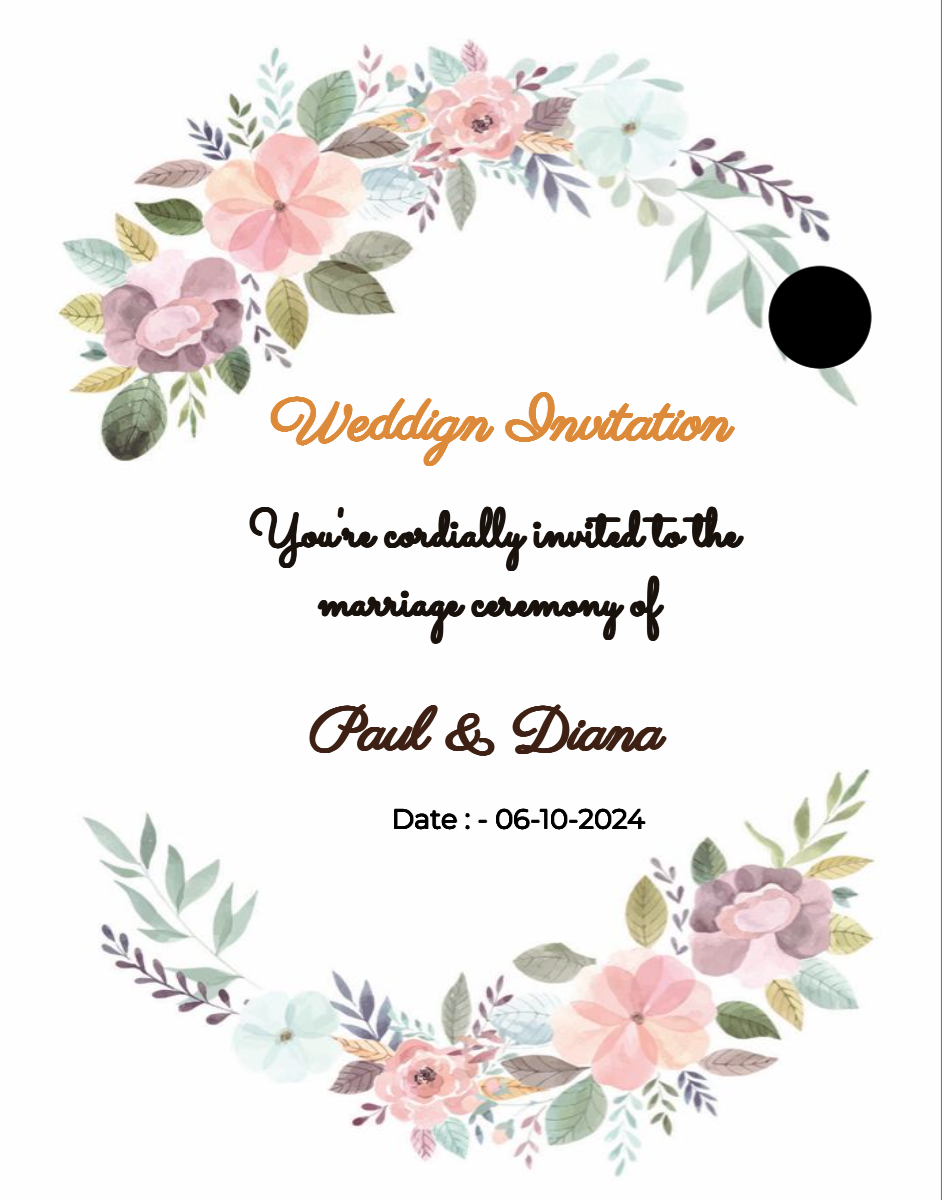 Weddign Invitation
You're cordially invited to the
marriage ceremony of
Paul & Diana
Date : - 06-10-2024